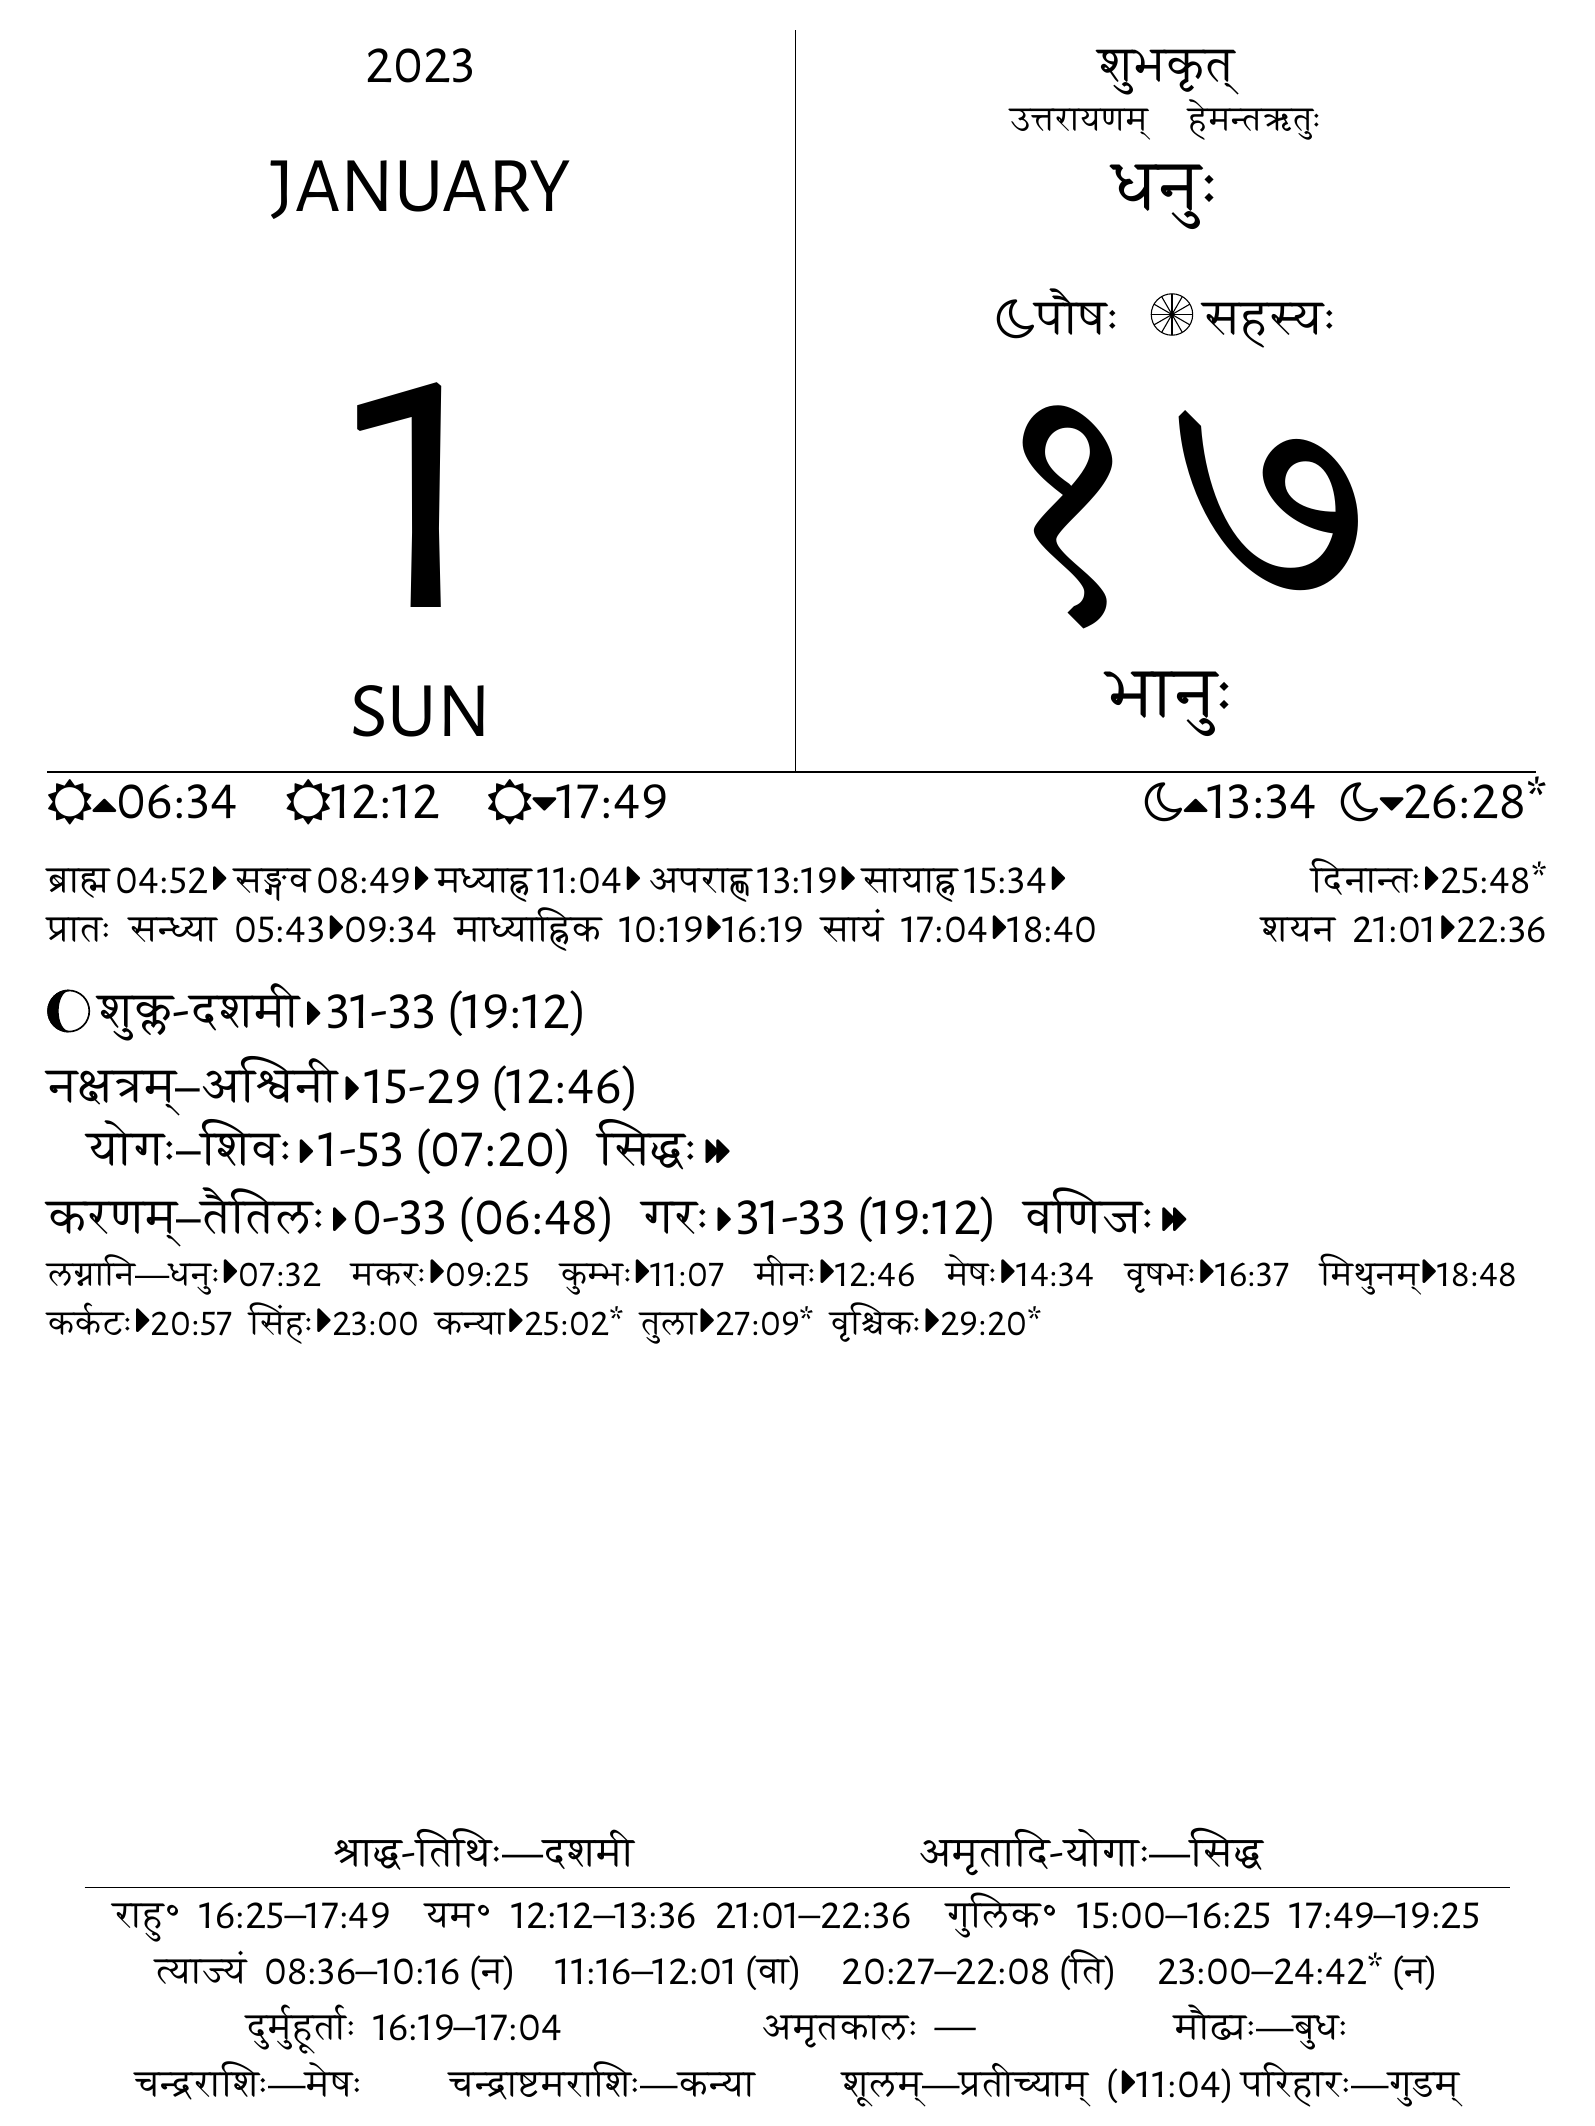 2023
JANUARY
1
SUN
शुभकृत्
उत्तरायणम् हेमन्तऋतुः
धनुः
पौषः सहस्यः
१७
भानुः
06:34 12:12 17:49 13:34 26:28*
ब्राह्म 04:52 सङ्गव 08:49 मध्याह्न 11:04 अपराह्ण 13:19 सायाह्न 15:34 दिनान्तः 25:48*
प्रातः सन्ध्या 05:43 09:34 माध्याह्निक 10:19 16:19 सायं 17:04 18:40 शयन 21:01 22:36
शुक्ल-दशमी 31-33 (19:12)
नक्षत्रम्–अश्विनी 15-29 (12:46)
योगः–शिवः 1-53 (07:20) सिद्धः
करणम्–तैतिलः 0-33 (06:48) गरः 31-33 (19:12) वणिजः
लग्नानि—धनुः 07:32 मकरः 09:25 कुम्भः 11:07 मीनः 12:46 मेषः 14:34 वृषभः 16:37 मिथुनम् 18:48
कर्कटः 20:57 सिंहः 23:00 कन्या 25:02* तुला 27:09* वृश्चिकः 29:20*
श्राद्ध-तिथिः—दशमी अमृतादि-योगाः—सिद्ध
राहु॰ 16:25–17:49 यम॰ 12:12–13:36 21:01–22:36 गुलिक॰ 15:00–16:25 17:49–19:25
त्याज्यं 08:36–10:16 (न) 11:16–12:01 (वा) 20:27–22:08 (ति) 23:00–24:42* (न)
दुर्मुहूर्ताः 16:19–17:04 अमृतकालः — मौढ्यः—बुधः
चन्द्रराशिः—मेषः चन्द्राष्टमराशिः—कन्या शूलम्—प्रतीच्याम् (11:04) परिहारः—गुडम्